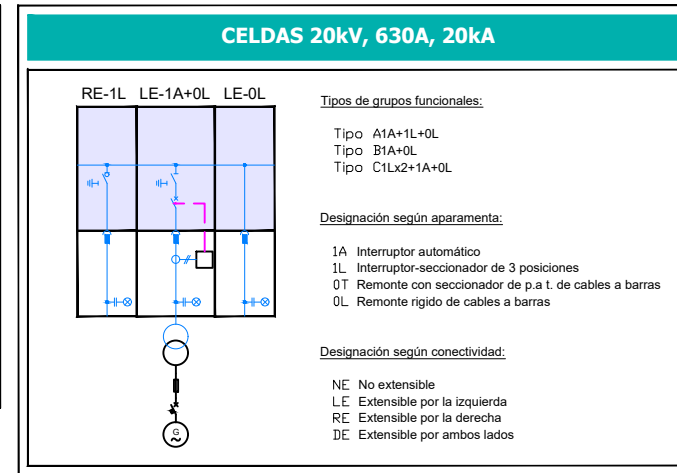 CELDAS 20kV, 630A, 20kA
RE-1L LE-1A+0L LE-0L
G
Tipos de grupos funcionales:
Tipo A1A+1L+0L
Tipo B1A+0L
Tipo C1Lx2+1A+0L
Designación según aparamenta:
1A Interruptor automático
1L Interruptor-seccionador de 3 posiciones
0T Remonte con seccionador de p.a t. de cables a barras
0L Remonte rigido de cables a barras
Designación según conectividad:
NE No extensible
LE Extensible por la izquierda
RE Extensible por la derecha
DE Extensible por ambos lados